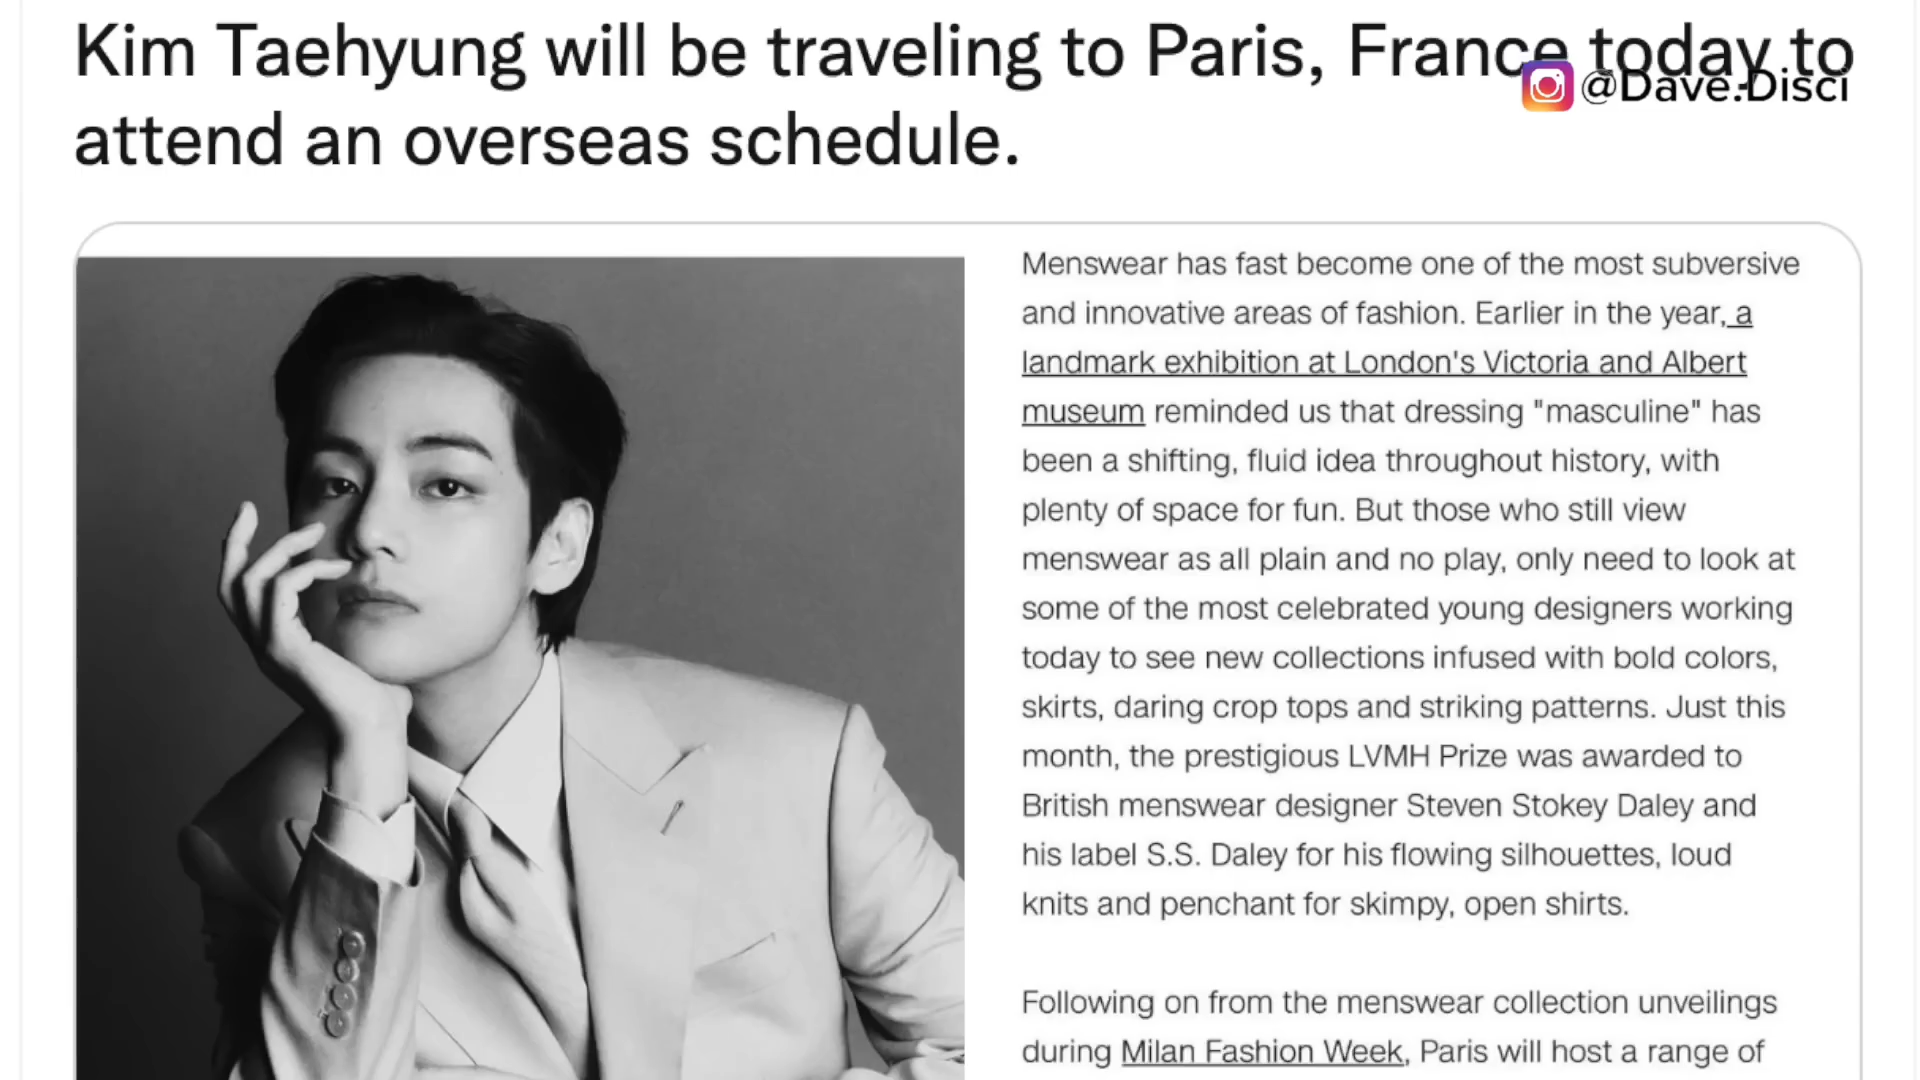 Kim Taehyung will be traveling to Paris, France today to
attend an overseas schedule.
@Dave.Disci
Menswear has fast become one of the most subversive
and innovative areas of fashion. Earlier in the year, a
landmark exhibition at London's Victoria and Albert
museum reminded us that dressing "masculine" has
been a shifting, fluid idea throughout history, with
plenty of space for fun. But those who still view
menswear as all plain and no play, only need to look at
some of the most celebrated young designers working
today to see new collections infused with bold colors,
skirts, daring crop tops and striking patterns. Just this
month, the prestigious LVMH Prize was awarded to
British menswear designer Steven Stokey Daley and
his label S.S. Daley for his flowing silhouettes, loud
knits and penchant for skimpy, open shirts.
Following on from the menswear collection unveilings
during Milan Fashion Week, Paris will host a range of